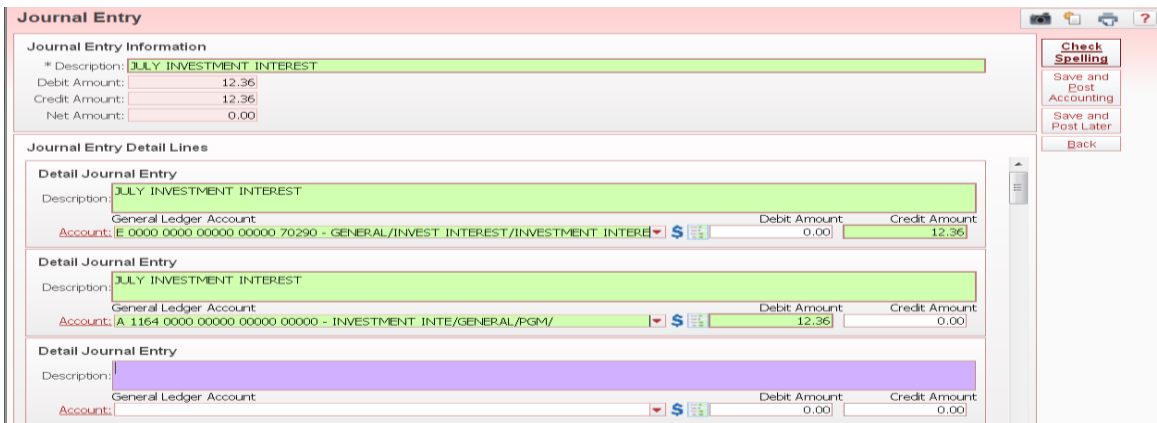 Journal Entry
?
Journal Entry Information
* Description: JULY INVESTMENT INTEREST
Debit Amount: 12.36
Credit Amount: 12.36
Net Amount: 0.00
Check
Spelling
Save and
Post
Accounting
Save and
Post Later
Back
Journal Entry Detail Lines
Detail Journal Entry
Description: JULY INVESTMENT INTEREST
General Ledger Account Debit Amount Credit Amount
Account: E 0000 0000 00000 00000 70290 - GENERAL/INVEST INTEREST/INVESTMENT INTERE $ 0.00 12.36
Detail Journal Entry
Description: JULY INVESTMENT INTEREST
General Ledger Account Debit Amount Credit Amount
Account: A 1164 0000 00000 00000 00000 - INVESTMENT INTE/GENERAL/PGM/ $ 12.36 0.00
Detail Journal Entry
Description:
General Ledger Account Debit Amount Credit Amount
Account: $ 0.00 0.00